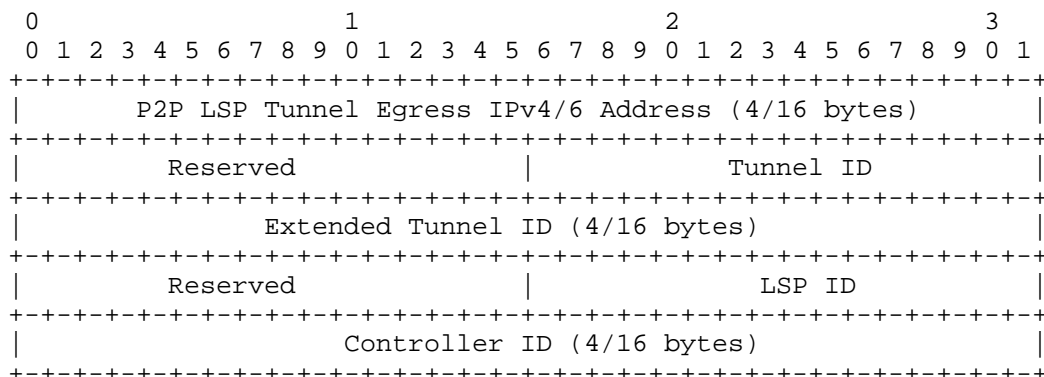 0                   1                   2                   3
 0 1 2 3 4 5 6 7 8 9 0 1 2 3 4 5 6 7 8 9 0 1 2 3 4 5 6 7 8 9 0 1
+-+-+-+-+-+-+-+-+-+-+-+-+-+-+-+-+-+-+-+-+-+-+-+-+-+-+-+-+-+-+-+-+
|       P2P LSP Tunnel Egress IPv4/6 Address (4/16 bytes)       |
+-+-+-+-+-+-+-+-+-+-+-+-+-+-+-+-+-+-+-+-+-+-+-+-+-+-+-+-+-+-+-+-+
|         Reserved              |            Tunnel ID          |
+-+-+-+-+-+-+-+-+-+-+-+-+-+-+-+-+-+-+-+-+-+-+-+-+-+-+-+-+-+-+-+-+
|               Extended Tunnel ID (4/16 bytes)                 |
+-+-+-+-+-+-+-+-+-+-+-+-+-+-+-+-+-+-+-+-+-+-+-+-+-+-+-+-+-+-+-+-+
|         Reserved              |              LSP ID           |
+-+-+-+-+-+-+-+-+-+-+-+-+-+-+-+-+-+-+-+-+-+-+-+-+-+-+-+-+-+-+-+-+
|                    Controller ID (4/16 bytes)                 |
+-+-+-+-+-+-+-+-+-+-+-+-+-+-+-+-+-+-+-+-+-+-+-+-+-+-+-+-+-+-+-+-+